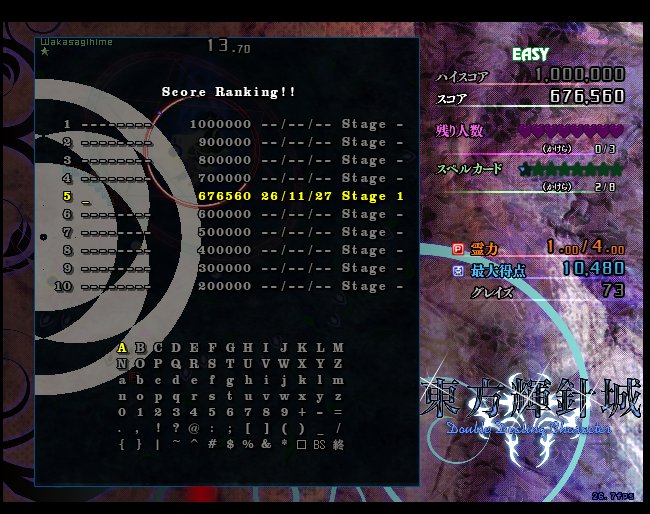 Wakasagihime
☆
13.70
Score Ranking!!
1 -------- 1000000 --/--/-- Stage -
2 -------- 900000 --/--/-- Stage -
3 -------- 800000 --/--/-- Stage -
4 -------- 700000 --/--/-- Stage -
5 _ 676560 26/11/27 Stage 1
6 -------- 600000 --/--/-- Stage -
7 -------- 500000 --/--/-- Stage -
8 -------- 400000 --/--/-- Stage -
9 -------- 300000 --/--/-- Stage -
10 -------- 200000 --/--/-- Stage -
A B C D E F G H I J K L M
N O P Q R S T U V W X Y Z
a b c d e f g h i j k l m
n o p q r s t u v w x y z
0 1 2 3 4 5 6 7 8 9 + - =
. , ! ? @ : ; [ ] ( ) _ /
{ } | ~ ^ # $ % & * □ BS 終
EASY
ハイスコア 1,000,000
スコア 676,560
残り人数
(かけら) 0/3
スペルカード
(かけら) 2/8
P 霊力 1.00/4.00
最大得点 10,480
グレイズ 73
東方輝針城
Double Dealing Character
26.7fps